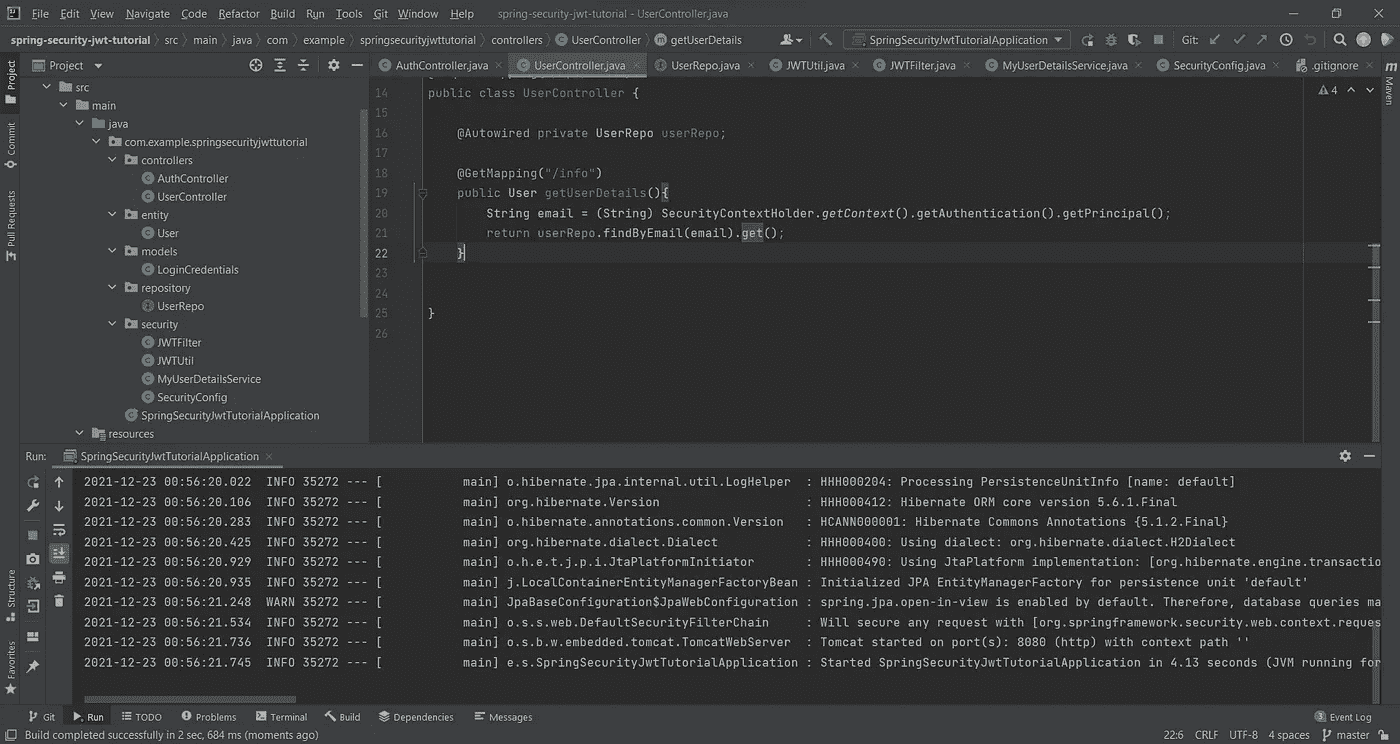 File Edit View Navigate Code Refactor Build Run Tools Git Window Help spring-security-jwt-tutorial - UserController.java
spring-security-jwt-tutorial src main java com example springsecurityjwttutorial controllers UserController getUserDetails SpringSecurityJwtTutorialApplication Git:
Project AuthController.java UserController.java UserRepo.java JWTUtil.java JWTFilter.java MyUserDetailsService.java SecurityConfig.java .gitignore
Project
Commit
Pull Requests
Structure
Favorites
Maven
src
main
java
com.example.springsecurityjwttutorial
controllers
AuthController
UserController
entity
User
models
LoginCredentials
repository
UserRepo
security
JWTFilter
JWTUtil
MyUserDetailsService
SecurityConfig
SpringSecurityJwtTutorialApplication
resources
4
14 public class UserController {
15
16 @Autowired private UserRepo userRepo;
17
18 @GetMapping("/info")
19 public User getUserDetails(){
20 String email = (String) SecurityContextHolder.getContext().getAuthentication().getPrincipal();
21 return userRepo.findByEmail(email).get();
22 }
23
24
25 }
26
Run: SpringSecurityJwtTutorialApplication
2021-12-23 00:56:20.022 INFO 35272 --- [ main] o.hibernate.jpa.internal.util.LogHelper : HHH000204: Processing PersistenceUnitInfo [name: default]
2021-12-23 00:56:20.106 INFO 35272 --- [ main] org.hibernate.Version : HHH000412: Hibernate ORM core version 5.6.1.Final
2021-12-23 00:56:20.283 INFO 35272 --- [ main] o.hibernate.annotations.common.Version : HCANN000001: Hibernate Commons Annotations {5.1.2.Final}
2021-12-23 00:56:20.425 INFO 35272 --- [ main] org.hibernate.dialect.Dialect : HHH000400: Using dialect: org.hibernate.dialect.H2Dialect
2021-12-23 00:56:20.929 INFO 35272 --- [ main] o.h.e.t.j.p.i.JtaPlatformInitiator : HHH000490: Using JtaPlatform implementation: [org.hibernate.engine.transactio
2021-12-23 00:56:20.935 INFO 35272 --- [ main] j.LocalContainerEntityManagerFactoryBean : Initialized JPA EntityManagerFactory for persistence unit 'default'
2021-12-23 00:56:21.248 WARN 35272 --- [ main] JpaBaseConfiguration$JpaWebConfiguration : spring.jpa.open-in-view is enabled by default. Therefore, database queries ma
2021-12-23 00:56:21.534 INFO 35272 --- [ main] o.s.s.web.DefaultSecurityFilterChain : Will secure any request with [org.springframework.security.web.context.reques
2021-12-23 00:56:21.736 INFO 35272 --- [ main] o.s.b.w.embedded.tomcat.TomcatWebServer : Tomcat started on port(s): 8080 (http) with context path ''
2021-12-23 00:56:21.745 INFO 35272 --- [ main] e.s.SpringSecurityJwtTutorialApplication : Started SpringSecurityJwtTutorialApplication in 4.13 seconds (JVM running for
Git Run TODO Problems Terminal Build Dependencies Messages 3 Event Log
Build completed successfully in 2 sec, 684 ms (moments ago) 22:6 CRLF UTF-8 4 spaces master